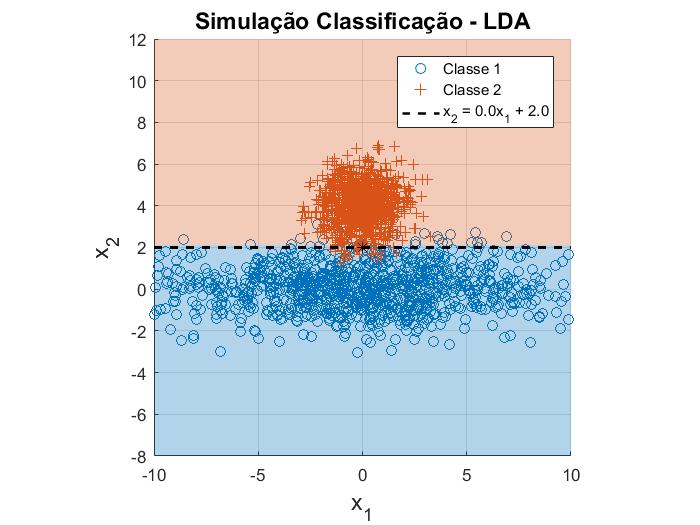 Simulação Classificação - LDA
12
10
8
6
4
2
0
-2
-4
-6
-8
x2
Classe 1
Classe 2
x2 = 0.0x1 + 2.0
-10 -5 0 5 10
x1